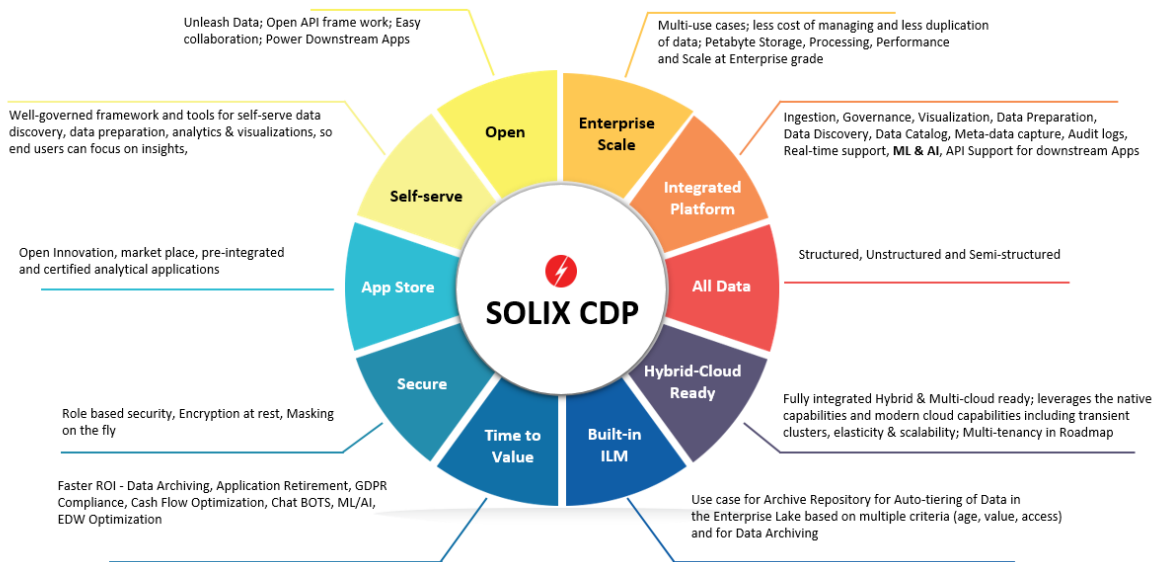 Unleash Data; Open API frame work; Easy
collaboration; Power Downstream Apps
Multi-use cases; less cost of managing and less duplication
of data; Petabyte Storage, Processing, Performance
and Scale at Enterprise grade
Well-governed framework and tools for self-serve data
discovery, data preparation, analytics & visualizations, so
end users can focus on insights,
Ingestion, Governance, Visualization, Data Preparation,
Data Discovery, Data Catalog, Meta-data capture, Audit logs,
Real-time support, ML & AI, API Support for downstream Apps
Open
Enterprise
Scale
Self-serve
Integrated
Platform
Open Innovation, market place, pre-integrated
and certified analytical applications
App Store
SOLIX CDP
All Data
Structured, Unstructured and Semi-structured
Secure
Hybrid-Cloud
Ready
Role based security, Encryption at rest, Masking
on the fly
Fully integrated Hybrid & Multi-cloud ready; leverages the native
capabilities and modern cloud capabilities including transient
clusters, elasticity & scalability; Multi-tenancy in Roadmap
Time to
Value
Built-in
ILM
Faster ROI - Data Archiving, Application Retirement, GDPR
Compliance, Cash Flow Optimization, Chat BOTS, ML/AI,
EDW Optimization
Use case for Archive Repository for Auto-tiering of Data in
the Enterprise Lake based on multiple criteria (age, value, access)
and for Data Archiving